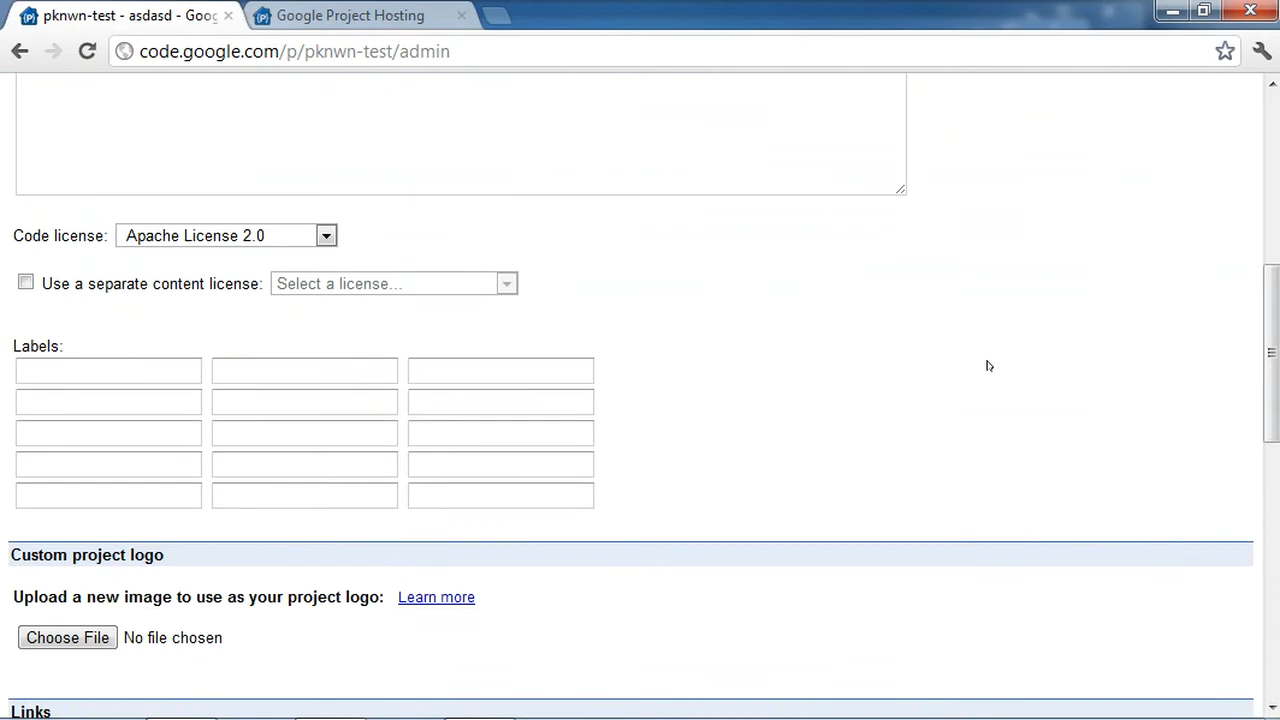 pknwn-test - asdasd - Goog
Google Project Hosting
code.google.com/p/pknwn-test/admin
Code license: Apache License 2.0
Use a separate content license: Select a license...
Labels:
Custom project logo
Upload a new image to use as your project logo: Learn more
Choose File No file chosen
Links